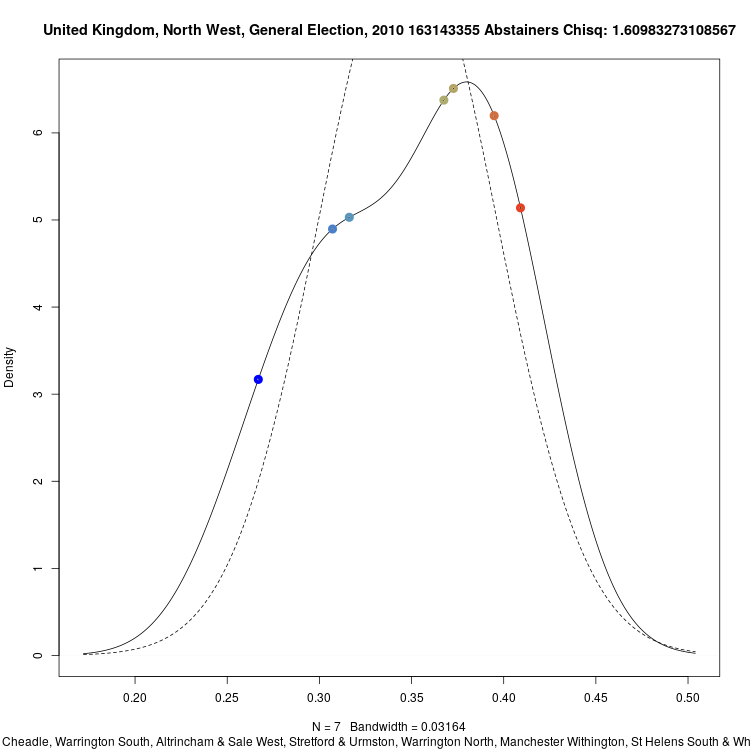 United Kingdom, North West, General Election, 2010 163143355 Abstainers Chisq: 1.60983273108567
Density
6
5
4
3
2
1
0
0.20 0.25 0.30 0.35 0.40 0.45 0.50
N = 7 Bandwidth = 0.03164
Cheadle, Warrington South, Altrincham & Sale West, Stretford & Urmston, Warrington North, Manchester Withington, St Helens South & Wh